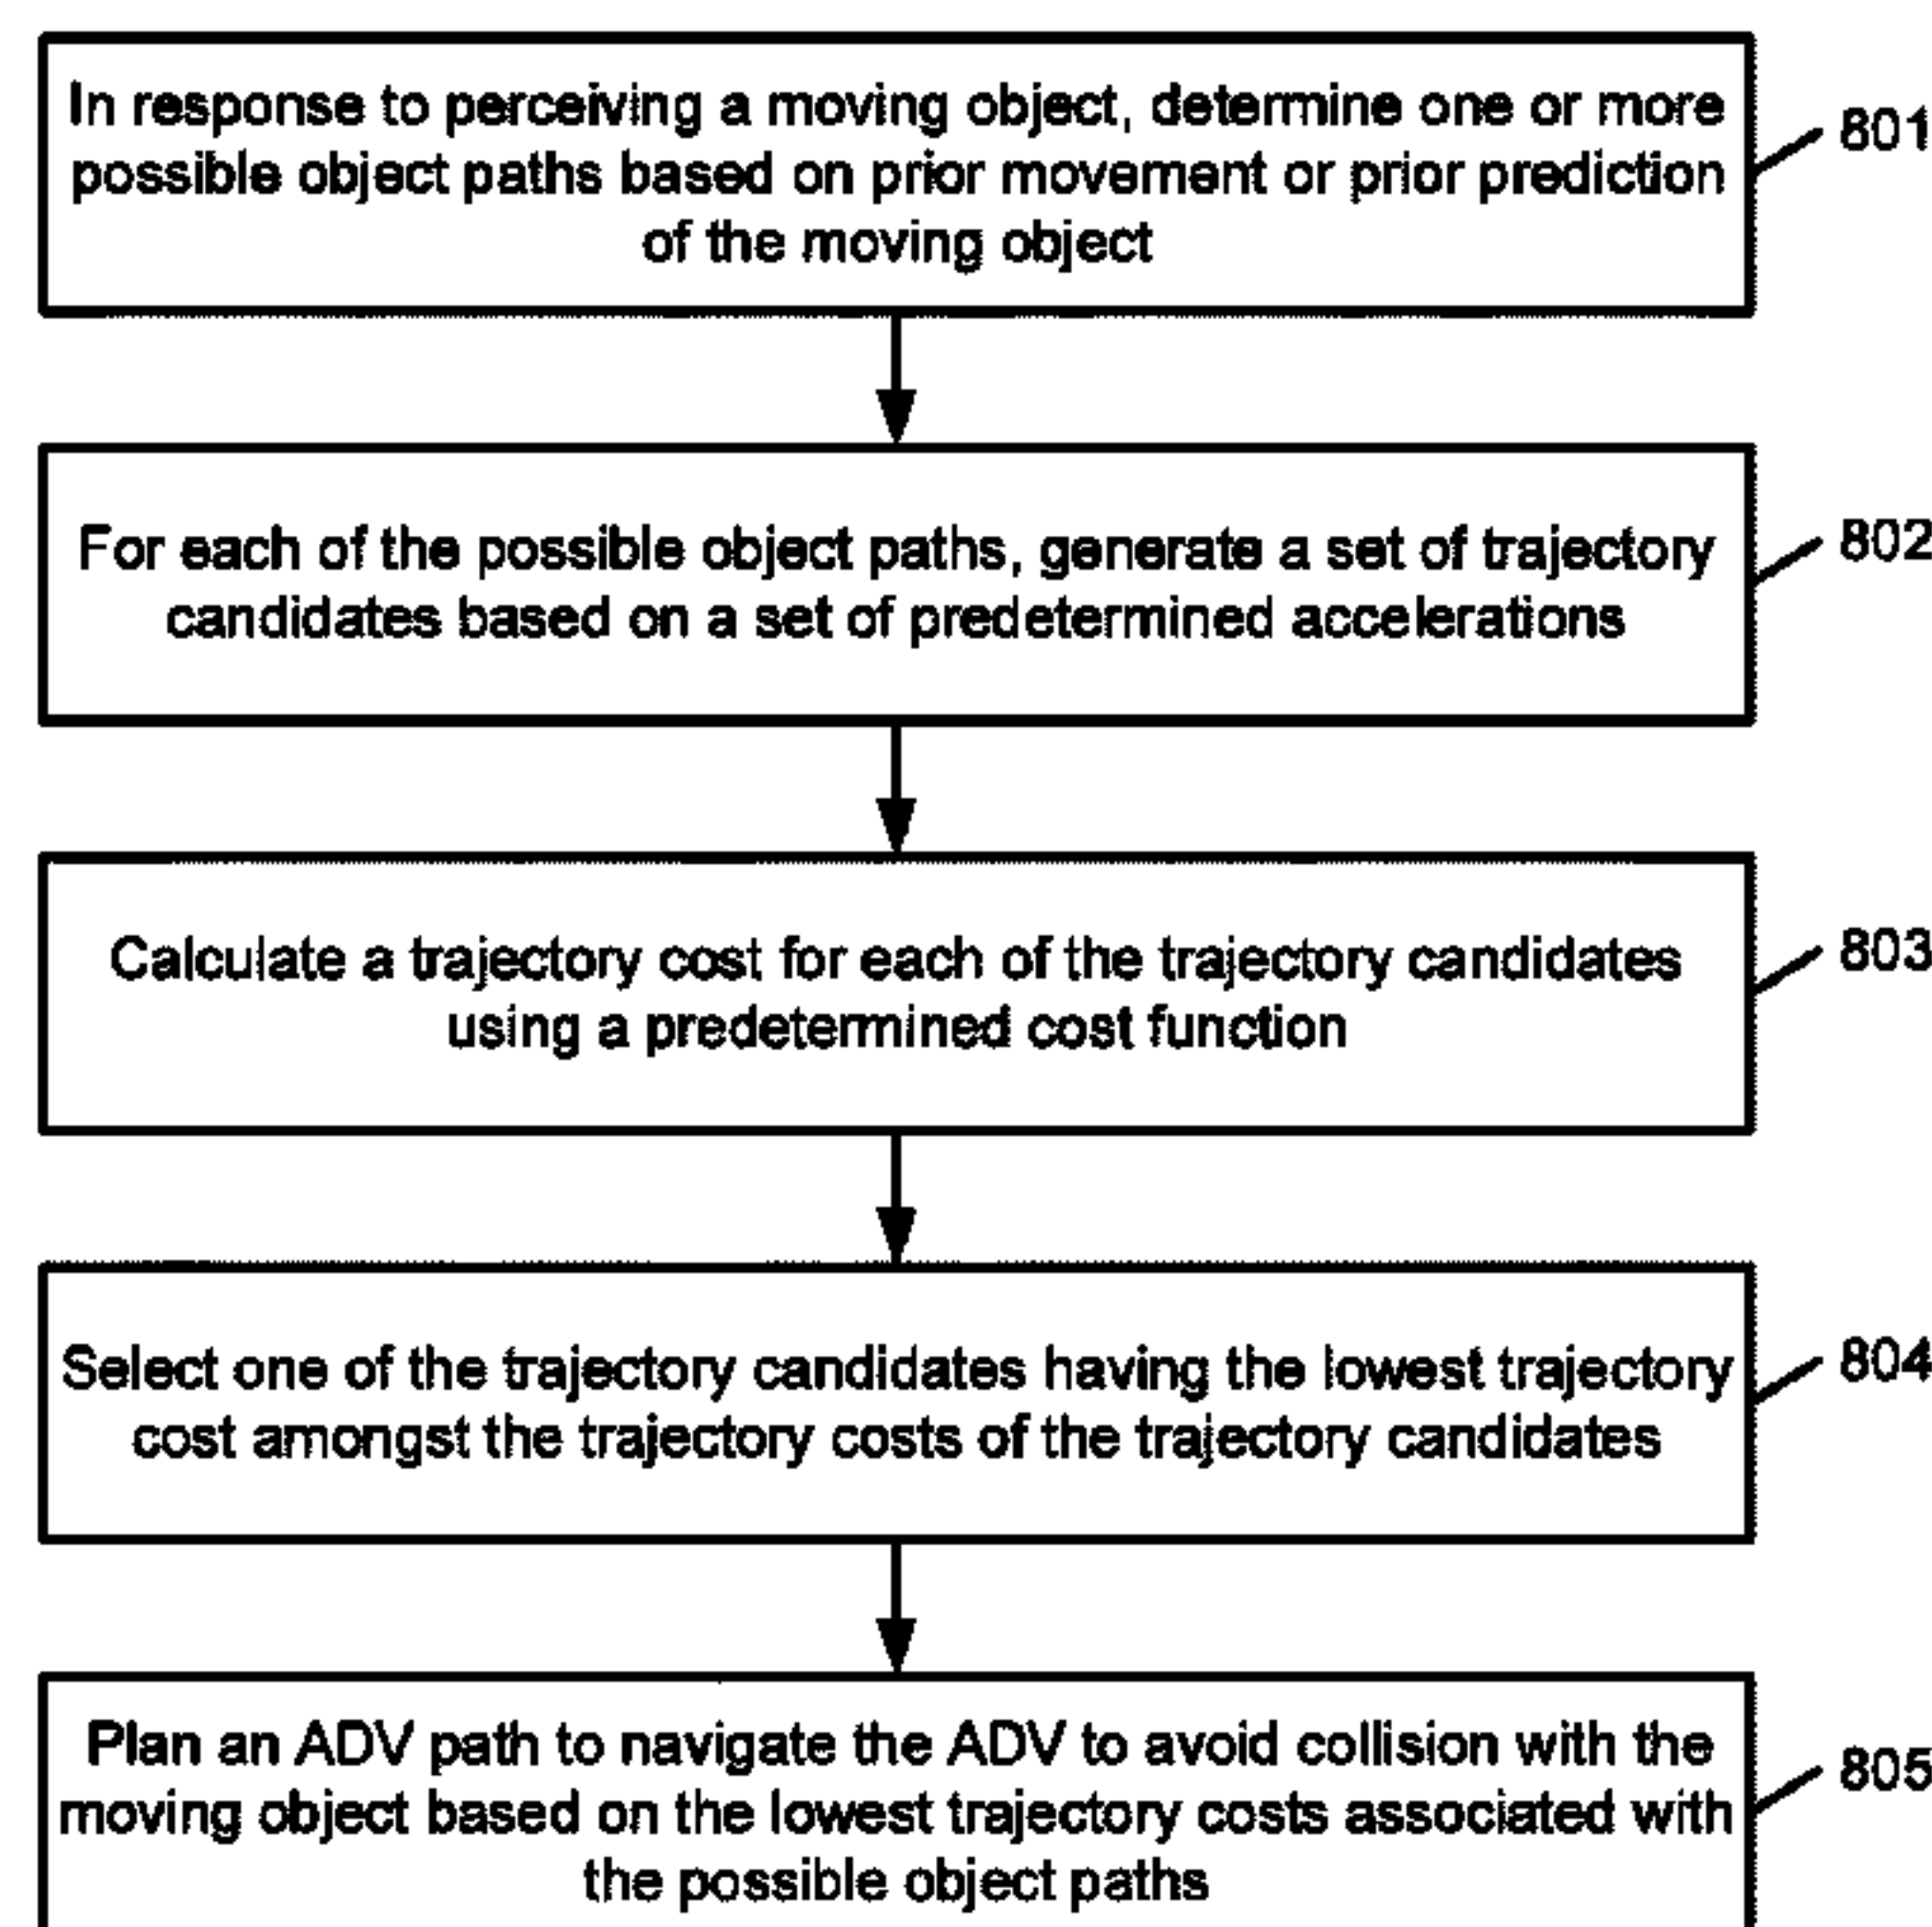 In response to perceiving a moving object, determine one or more
possible object paths based on prior movement or prior prediction
of the moving object
801
For each of the possible object paths, generate a set of trajectory
candidates based on a set of predetermined accelerations
802
Calculate a trajectory cost for each of the trajectory candidates
using a predetermined cost function
803
Select one of the trajectory candidates having the lowest trajectory
cost amongst the trajectory costs of the trajectory candidates
804
Plan an ADV path to navigate the ADV to avoid collision with the
moving object based on the lowest trajectory costs associated with
the possible object paths
805